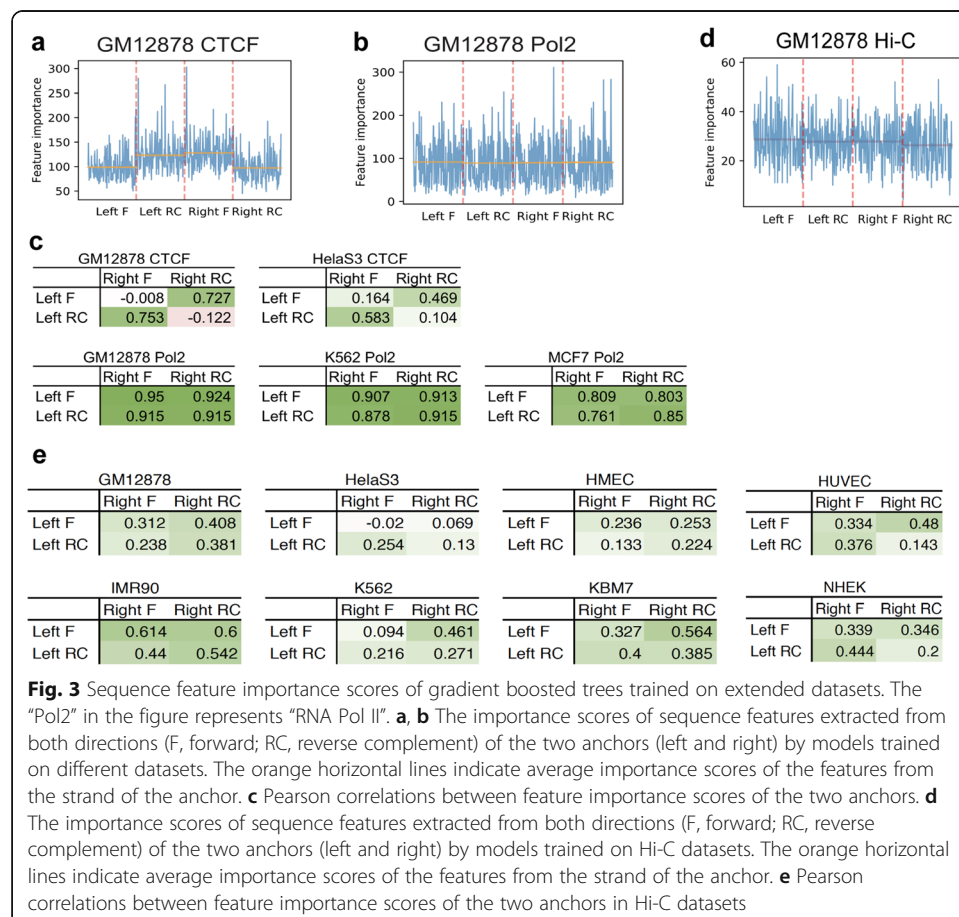 a GM12878 CTCF
Feature importance
300
250
200
150
100
50
Left F Left RC Right F Right RC
b GM12878 Pol2
Feature importance
300
200
100
0
Left F Left RC Right F Right RC
d GM12878 Hi-C
Feature importance
60
40
20
Left F Left RC Right F Right RC
c
GM12878 CTCF
Right F Right RC
Left F -0.008 0.727
Left RC 0.753 -0.122
HelaS3 CTCF
Right F Right RC
Left F 0.164 0.469
Left RC 0.583 0.104
GM12878 Pol2
Right F Right RC
Left F 0.95 0.924
Left RC 0.915 0.915
K562 Pol2
Right F Right RC
Left F 0.907 0.913
Left RC 0.878 0.915
MCF7 Pol2
Right F Right RC
Left F 0.809 0.803
Left RC 0.761 0.85
e
GM12878
Right F Right RC
Left F 0.312 0.408
Left RC 0.238 0.381
HelaS3
Right F Right RC
Left F -0.02 0.069
Left RC 0.254 0.13
HMEC
Right F Right RC
Left F 0.236 0.253
Left RC 0.133 0.224
HUVEC
Right F Right RC
Left F 0.334 0.48
Left RC 0.376 0.143
IMR90
Right F Right RC
Left F 0.614 0.6
Left RC 0.44 0.542
K562
Right F Right RC
Left F 0.094 0.461
Left RC 0.216 0.271
KBM7
Right F Right RC
Left F 0.327 0.564
Left RC 0.4 0.385
NHEK
Right F Right RC
Left F 0.339 0.346
Left RC 0.444 0.2
Fig. 3 Sequence feature importance scores of gradient boosted trees trained on extended datasets. The
"Pol2" in the figure represents "RNA Pol II". a, b The importance scores of sequence features extracted from
both directions (F, forward; RC, reverse complement) of the two anchors (left and right) by models trained
on different datasets. The orange horizontal lines indicate average importance scores of the features from
the strand of the anchor. c Pearson correlations between feature importance scores of the two anchors. d
The importance scores of sequence features extracted from both directions (F, forward; RC, reverse
complement) of the two anchors (left and right) by models trained on Hi-C datasets. The orange horizontal
lines indicate average importance scores of the features from the strand of the anchor. e Pearson
correlations between feature importance scores of the two anchors in Hi-C datasets